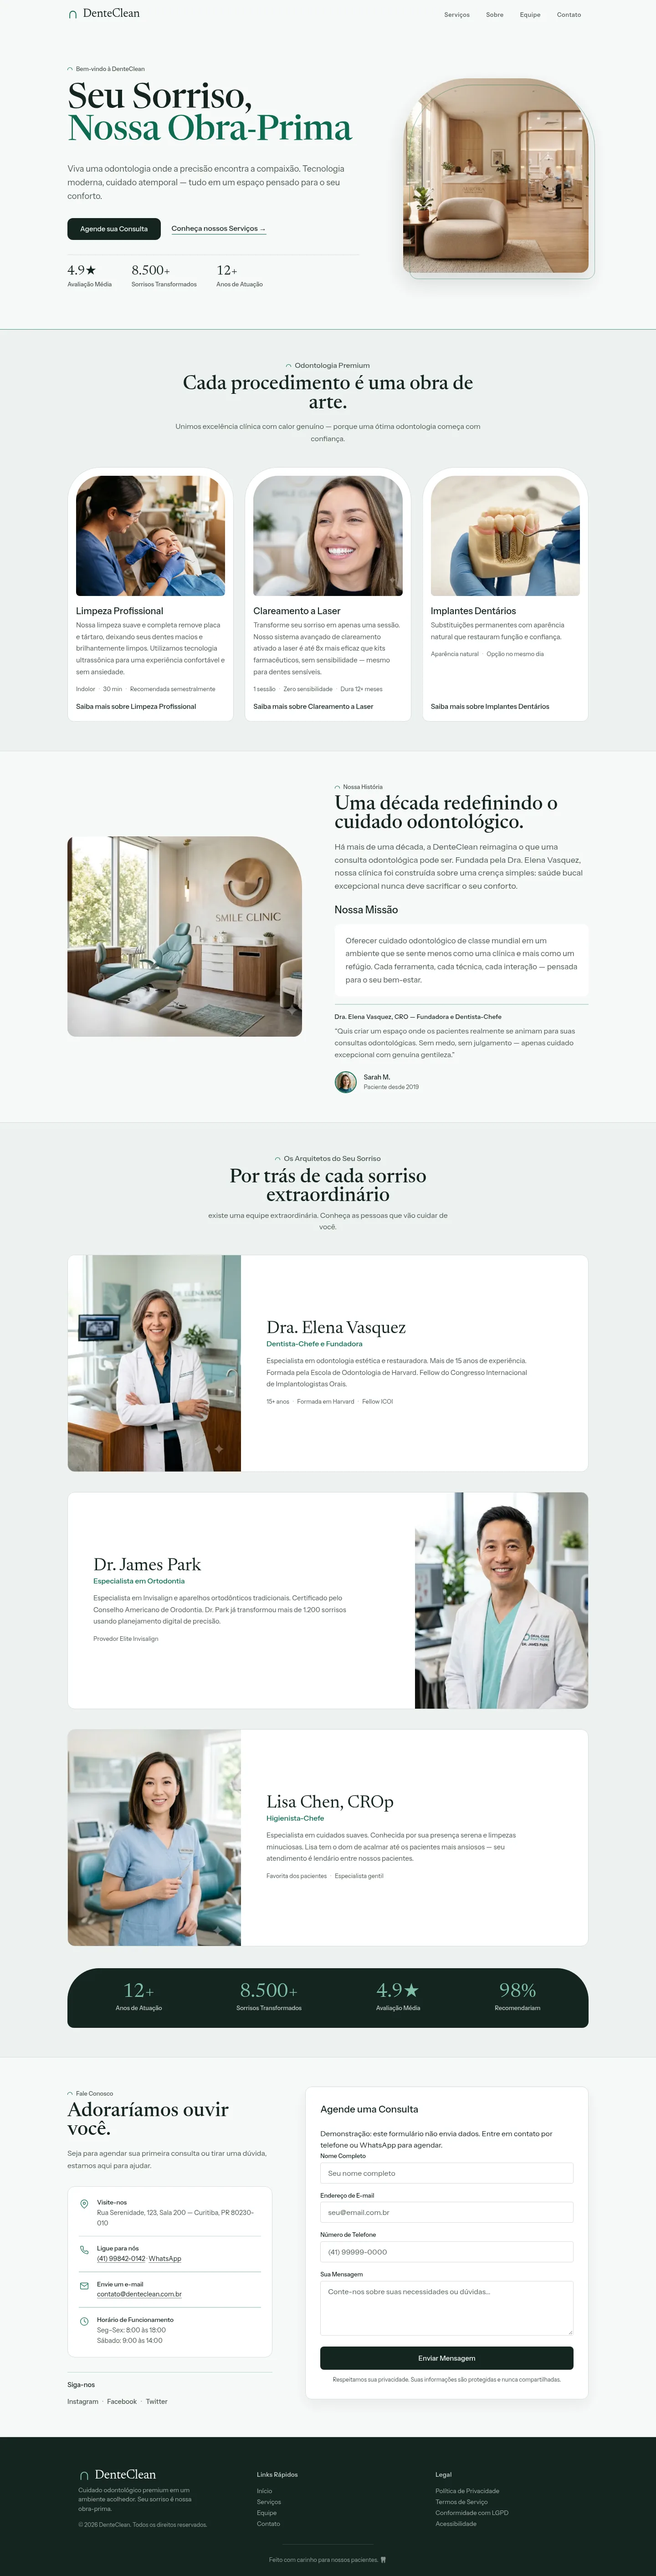 DenteClean
Serviços Sobre Equipe Contato
Bem-vindo à DenteClean
Seu Sorriso,
Nossa Obra-Prima
Viva uma odontologia onde a precisão encontra a compaixão. Tecnologia
moderna, cuidado atemporal — tudo em um espaço pensado para o seu
conforto.
Agende sua Consulta
Conheça nossos Serviços →
4.9★ 8.500+ 12+
Avaliação Média Sorrisos Transformados Anos de Atuação
Odontologia Premium
Cada procedimento é uma obra de
arte.
Unimos excelência clínica com calor genuíno — porque uma ótima odontologia começa com
confiança.
Limpeza Profissional
Nossa limpeza suave e completa remove placa
e tártaro, deixando seus dentes macios e
brilhantemente limpos. Utilizamos tecnologia
ultrassônica para uma experiência confortável e
sem ansiedade.
Indolor · 30 min · Recomendada semestralmente
Saiba mais sobre Limpeza Profissional
Clareamento a Laser
Transforme seu sorriso em apenas uma sessão.
Nosso sistema avançado de clareamento
ativado a laser é até 8x mais eficaz que kits
farmacêuticos, sem sensibilidade — mesmo
para dentes sensíveis.
1 sessão · Zero sensibilidade · Dura 12+ meses
Saiba mais sobre Clareamento a Laser
Implantes Dentários
Substituições permanentes com aparência
natural que restauram função e confiança.
Aparência natural · Opção no mesmo dia
Saiba mais sobre Implantes Dentários
SMILE CLINIC
Nossa História
Uma década redefinindo o
cuidado odontológico.
Há mais de uma década, a DenteClean reimagina o que uma
consulta odontológica pode ser. Fundada pela Dra. Elena Vasquez,
nossa clínica foi construída sobre uma crença simples: saúde bucal
excepcional nunca deve sacrificar o seu conforto.
Nossa Missão
Oferecer cuidado odontológico de classe mundial em um
ambiente que se sente menos como uma clínica e mais como um
refúgio. Cada ferramenta, cada técnica, cada interação — pensada
para o seu bem-estar.
Dra. Elena Vasquez, CRO — Fundadora e Dentista-Chefe
"Quis criar um espaço onde os pacientes realmente se animam para suas
consultas odontológicas. Sem medo, sem julgamento — apenas cuidado
excepcional com genuína gentileza."
Sarah M.
Paciente desde 2019
Os Arquitetos do Seu Sorriso
Por trás de cada sorriso
extraordinário
existe uma equipe extraordinária. Conheça as pessoas que vão cuidar de
você.
Dra. Elena Vasquez
Dentista-Chefe e Fundadora
Especialista em odontologia estética e restauradora. Mais de 15 anos de experiência.
Formada pela Escola de Odontologia de Harvard. Fellow do Congresso Internacional
de Implantologistas Orais.
15+ anos · Formada em Harvard · Fellow ICOI
Dr. James Park
Especialista em Ortodontia
Especialista em Invisalign e aparelhos ortodônticos tradicionais. Certificado pelo
Conselho Americano de Orodontia. Dr. Park já transformou mais de 1.200 sorrisos
usando planejamento digital de precisão.
Provedor Elite Invisalign
Lisa Chen, CROp
Higienista-Chefe
Especialista em cuidados suaves. Conhecida por sua presença serena e limpezas
minuciosas. Lisa tem o dom de acalmar até os pacientes mais ansiosos — seu
atendimento é lendário entre nossos pacientes.
Favorita dos pacientes · Especialista gentil
12+ 8.500+ 4.9★ 98%
Anos de Atuação Sorrisos Transformados Avaliação Média Recomendariam
Fale Conosco
Adoraríamos ouvir
você.
Seja para agendar sua primeira consulta ou tirar uma dúvida,
estamos aqui para ajudar.
Visite-nos
Rua Serenidade, 123, Sala 200 — Curitiba, PR 80230-
010
Ligue para nós
(41) 99842-0142 · WhatsApp
Envie um e-mail
contato@denteclean.com.br
Horário de Funcionamento
Seg–Sex: 8:00 às 18:00
Sábado: 9:00 às 14:00
Siga-nos
Instagram · Facebook · Twitter
Agende uma Consulta
Demonstração: este formulário não envia dados. Entre em contato por
telefone ou WhatsApp para agendar.
Nome Completo
Seu nome completo
Endereço de E-mail
seu@email.com.br
Número de Telefone
(41) 99999-0000
Sua Mensagem
Conte-nos sobre suas necessidades ou dúvidas...
Enviar Mensagem
Respeitamos sua privacidade. Suas informações são protegidas e nunca compartilhadas.
DenteClean
Cuidado odontológico premium em um
ambiente acolhedor. Seu sorriso é nossa
obra-prima.
© 2026 DenteClean. Todos os direitos reservados.
Links Rápidos
Início
Serviços
Equipe
Contato
Legal
Política de Privacidade
Termos de Serviço
Conformidade com LGPD
Acessibilidade
Feito com carinho para nossos pacientes. 🦷